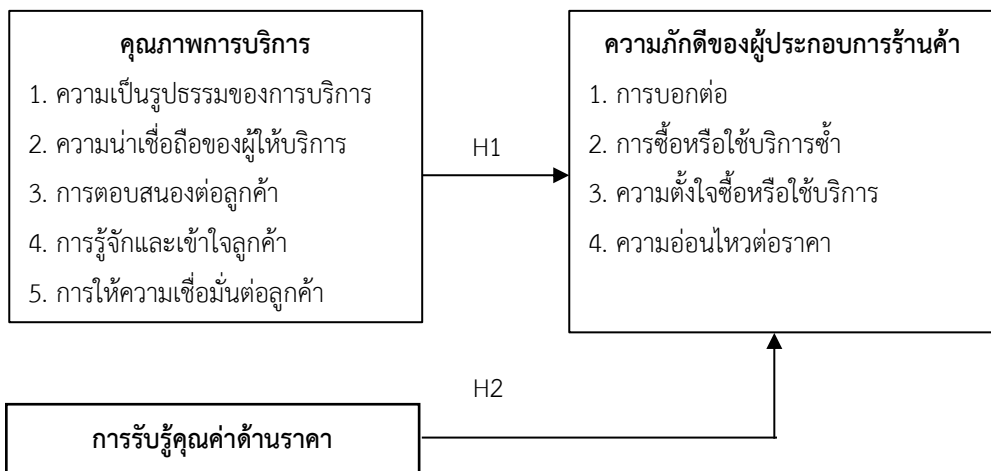 คุณภาพการบริการ
1. ความเป็นรูปธรรมของการบริการ
2. ความน่าเชื่อถือของผู้ให้บริการ
3. การตอบสนองต่อลูกค้า
4. การรู้จักและเข้าใจลูกค้า
5. การให้ความเชื่อมั่นต่อลูกค้า
H1
ความภักดีของผู้ประกอบการร้านค้า
1. การบอกต่อ
2. การซื้อหรือใช้บริการซ้ำ
3. ความตั้งใจซื้อหรือใช้บริการ
4. ความอ่อนไหวต่อราคา
H2
การรับรู้คุณค่าด้านราคา